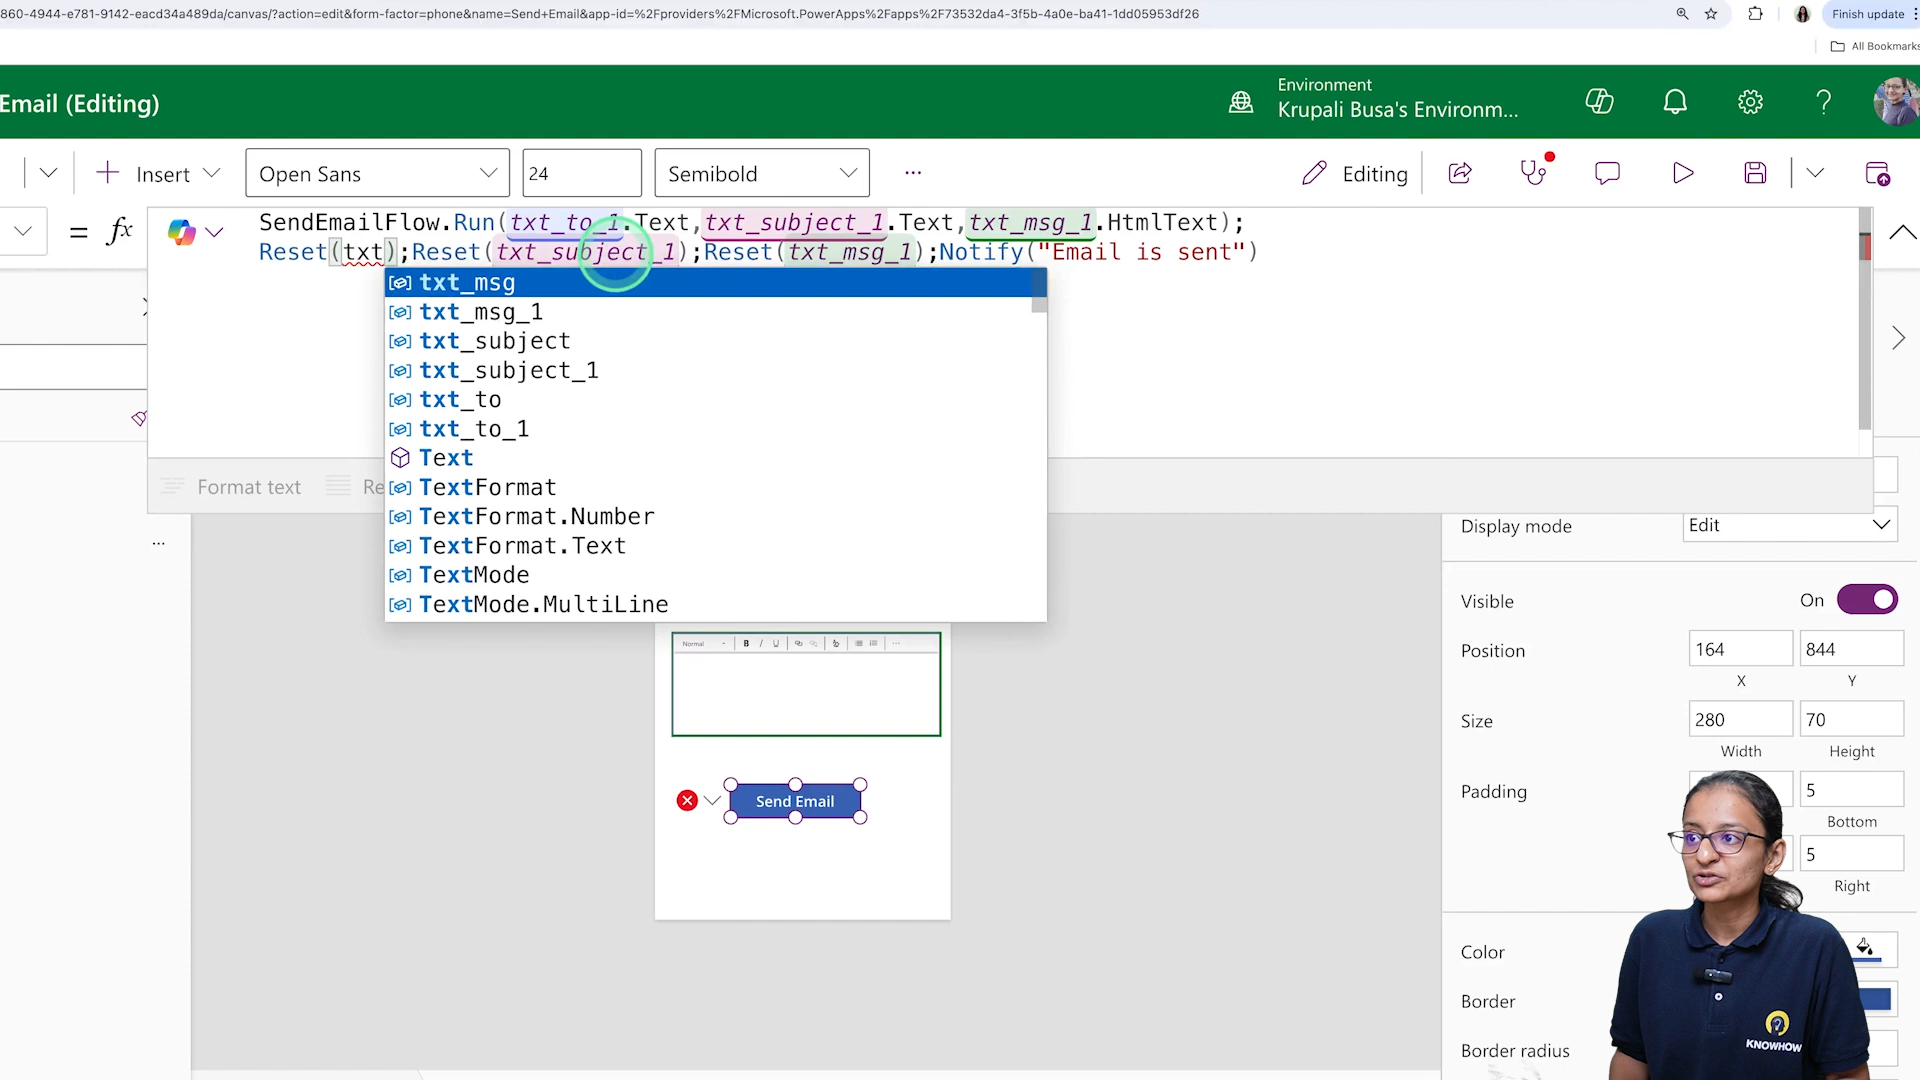 860-4944-e781-9142-eacd34a489da/canvas/?action=edit&form-factor=phone&name=Send+Email&app-id=%2Fproviders%2FMicrosoft.PowerApps%2Fapps%2F73532da4-3f5b-4a0e-ba41-1dd05953df26
Finish update
All Bookmarks
Email (Editing)
Environment
Krupali Busa's Environm...
Insert
Open Sans
24
Semibold
...
Editing
= fx
SendEmailFlow.Run(txt_to_1.Text,txt_subject_1.Text,txt_msg_1.HtmlText);
Reset(txt);Reset(txt_subject_1);Reset(txt_msg_1);Notify("Email is sent")
txt_msg
txt_msg_1
txt_subject
txt_subject_1
txt_to
txt_to_1
Text
TextFormat
TextFormat.Number
TextFormat.Text
TextMode
TextMode.MultiLine
Format text
Re
...
Normal
B I U
...
Send Email
Display mode
Edit
Visible
On
Position
164
844
X
Y
Size
280
70
Width
Height
Padding
5
Bottom
5
Right
Color
Border
Border radius
KNOWHOW